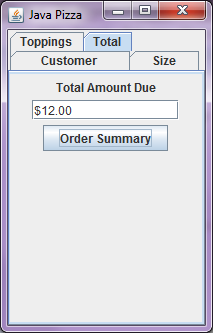 Java Pizza
Toppings Total
Customer Size
Total Amount Due
$12.00
Order Summary